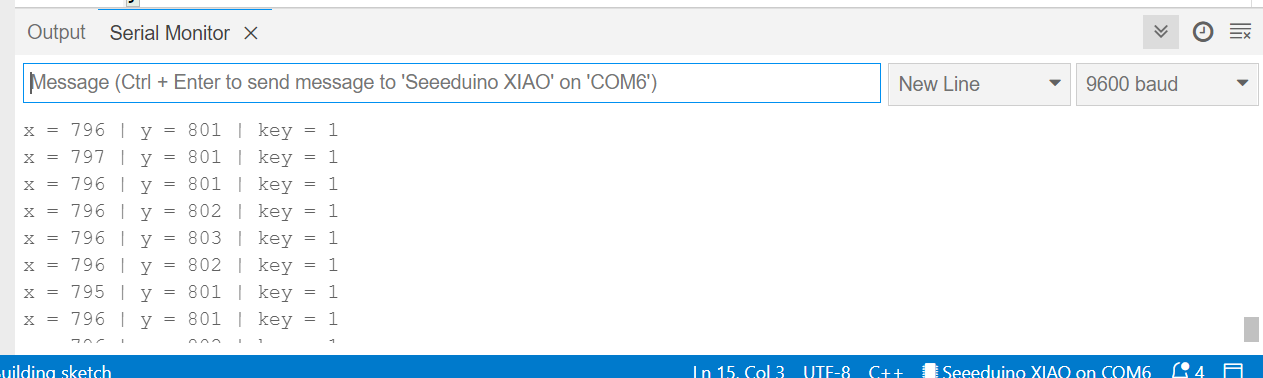 Output Serial Monitor
Message (Ctrl + Enter to send message to 'Seeeduino XIAO' on 'COM6') New Line 9600 baud
x = 796 | y = 801 | key = 1
x = 797 | y = 801 | key = 1
x = 796 | y = 801 | key = 1
x = 796 | y = 802 | key = 1
x = 796 | y = 803 | key = 1
x = 796 | y = 802 | key = 1
x = 795 | y = 801 | key = 1
x = 796 | y = 801 | key = 1
uilding sketch Ln 15, Col 3 UTF-8 C++ Seeeduino XIAO on COM6 4